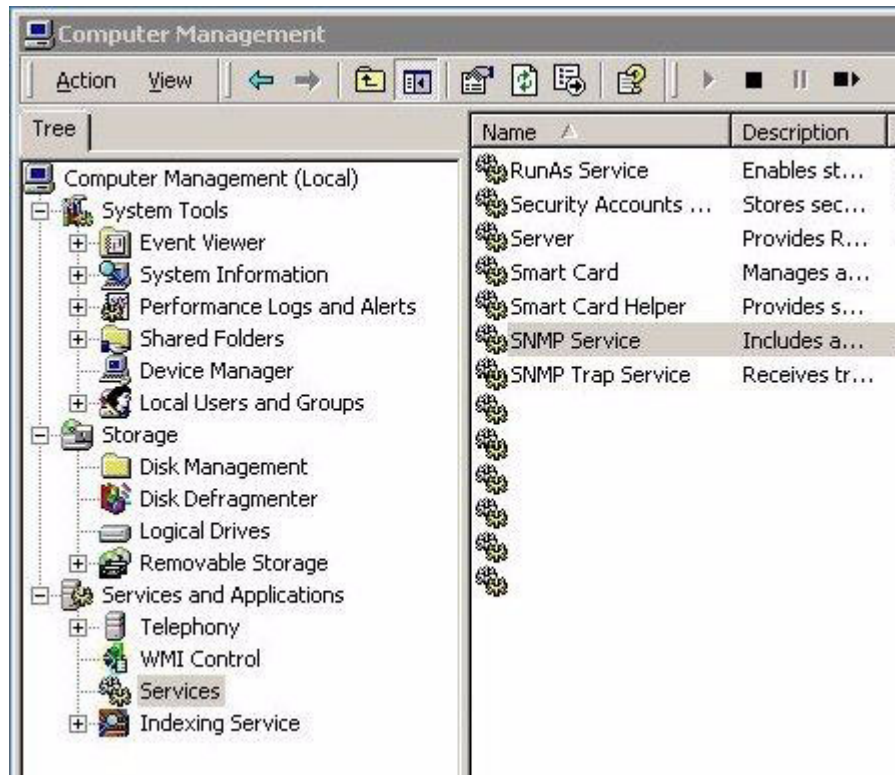 Computer Management
Action View
Tree
Name Description
Computer Management (Local)
System Tools
Event Viewer
System Information
Performance Logs and Alerts
Shared Folders
Device Manager
Local Users and Groups
Storage
Disk Management
Disk Defragmenter
Logical Drives
Removable Storage
Services and Applications
Telephony
WMI Control
Services
Indexing Service
RunAs Service Enables st...
Security Accounts ... Stores sec...
Server Provides R...
Smart Card Manages a...
Smart Card Helper Provides s...
SNMP Service Includes a...
SNMP Trap Service Receives tr...